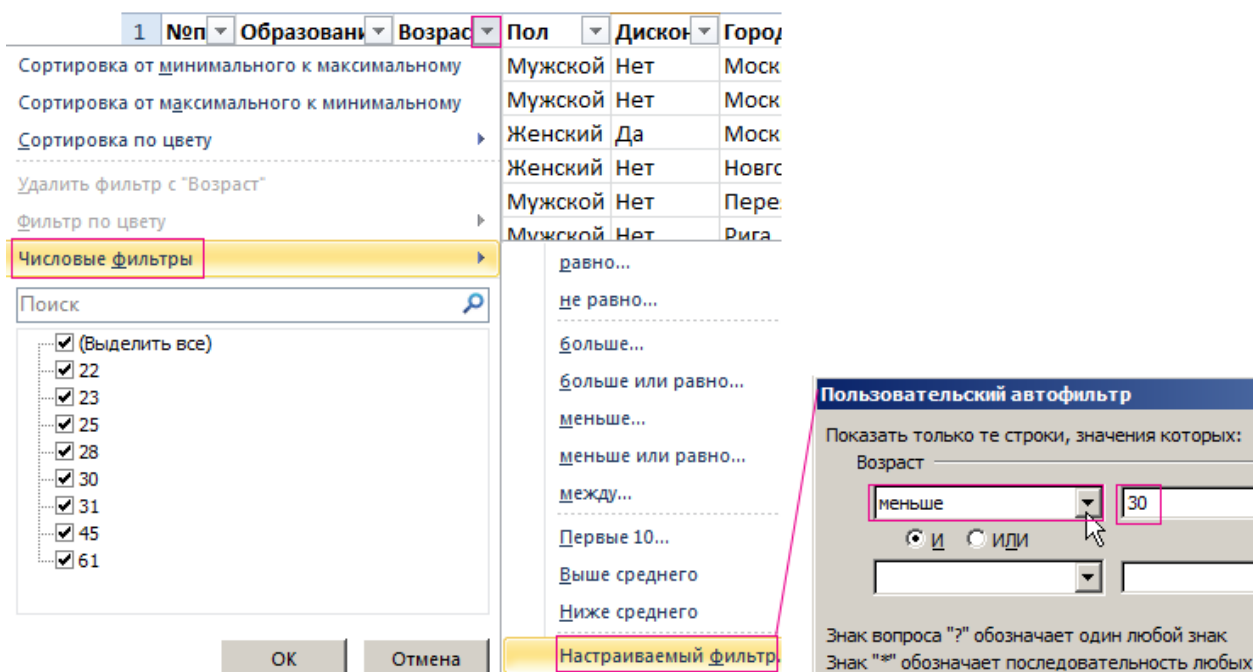 1 №п Образовани Возрас Пол Дискон Город
Мужской Нет Моск
Мужской Нет Моск
Женский Да Моск
Женский Нет Новго
Мужской Нет Пере
Мужской Нет Рига
Сортировка от минимального к максимальному
Сортировка от максимального к минимальному
Сортировка по цвету
Удалить фильтр с "Возраст"
Фильтр по цвету
Числовые фильтры
Поиск
(Выделить все)
22
23
25
28
30
31
45
61
ОК Отмена
равно...
не равно...
больше...
больше или равно...
меньше...
меньше или равно...
между...
Первые 10...
Выше среднего
Ниже среднего
Настраиваемый фильтр.
Пользовательский автофильтр
Показать только те строки, значения которых:
Возраст
меньше 30
И ИЛИ
Знак вопроса "?" обозначает один любой знак
Знак "*" обозначает последовательность любых